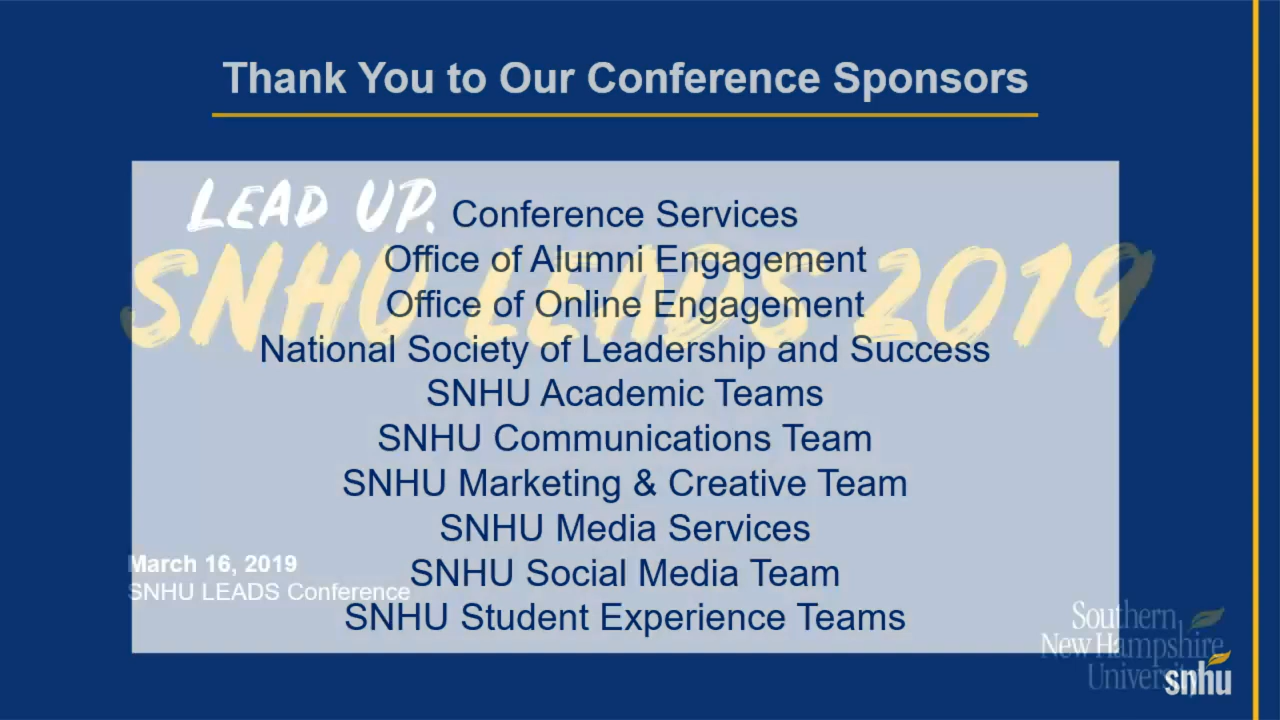 Thank You to Our Conference Sponsors
LEAD UP.
SNHU LEADS 2019
Conference Services
Office of Alumni Engagement
Office of Online Engagement
National Society of Leadership and Success
SNHU Academic Teams
SNHU Communications Team
SNHU Marketing & Creative Team
SNHU Media Services
SNHU Social Media Team
SNHU Student Experience Teams
March 16, 2019
SNHU LEADS Conference
Southern
New Hampshire
University
snhu